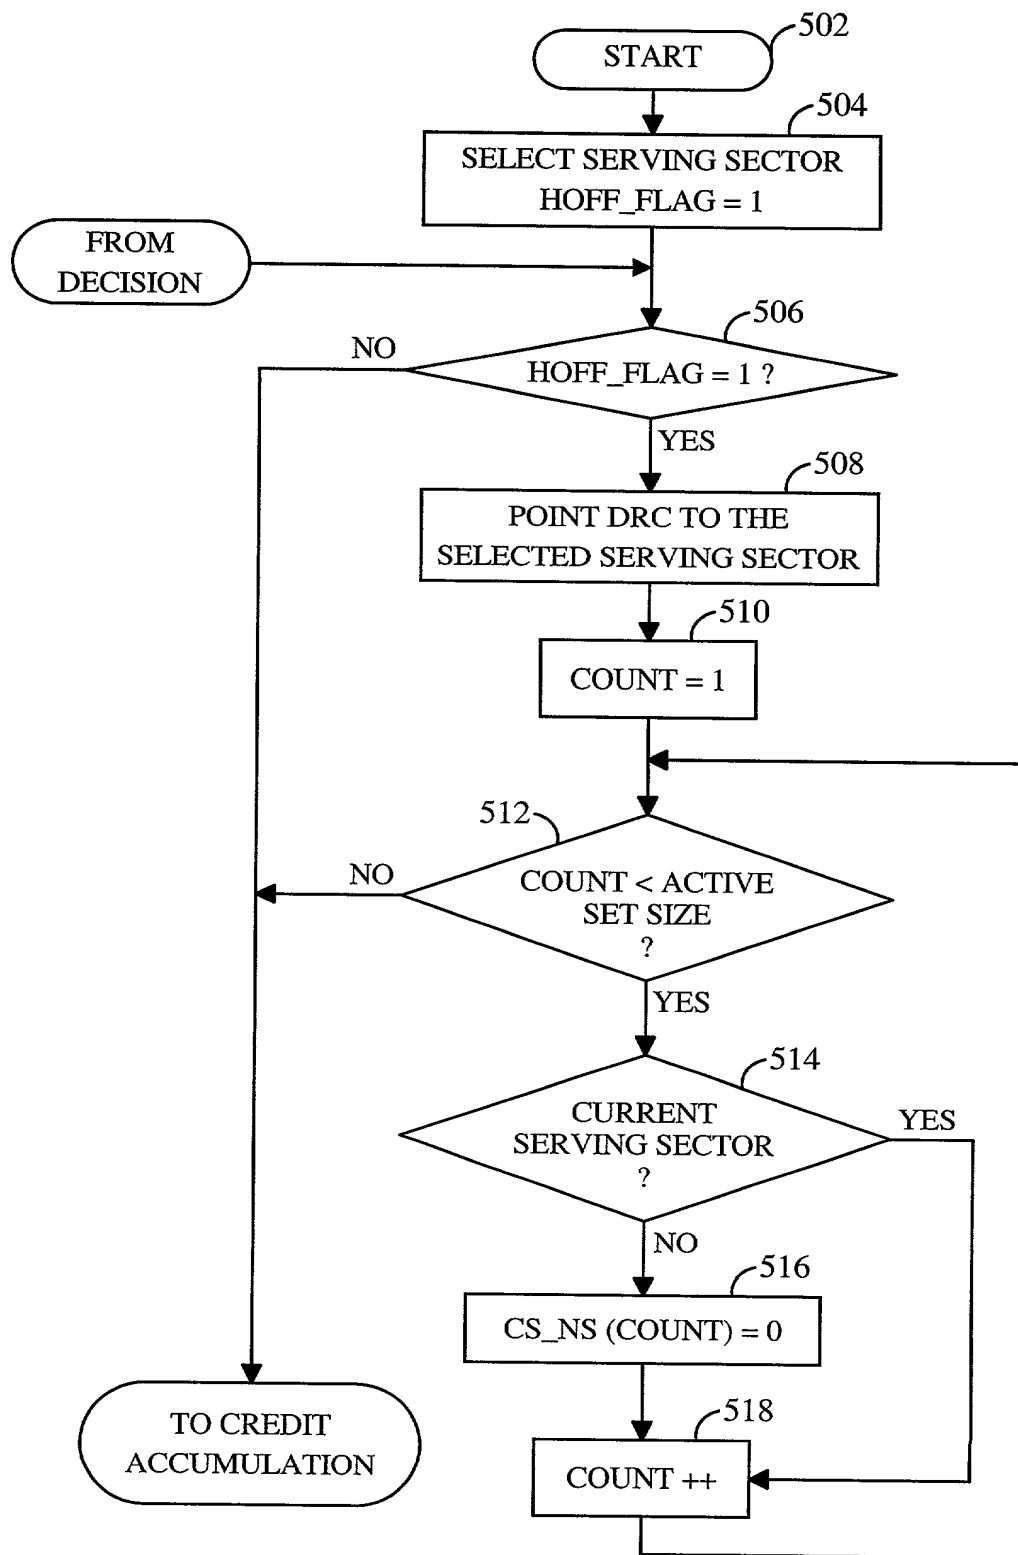 502
START
504
SELECT SERVING SECTOR
HOFF_FLAG = 1
FROM
DECISION
506
NO
HOFF_FLAG = 1 ?
YES
508
POINT DRC TO THE
SELECTED SERVING SECTOR
510
COUNT = 1
512
NO
COUNT < ACTIVE
SET SIZE
?
YES
514
CURRENT
SERVING SECTOR
?
YES
NO
516
CS_NS (COUNT) = 0
518
TO CREDIT
ACCUMULATION
COUNT ++